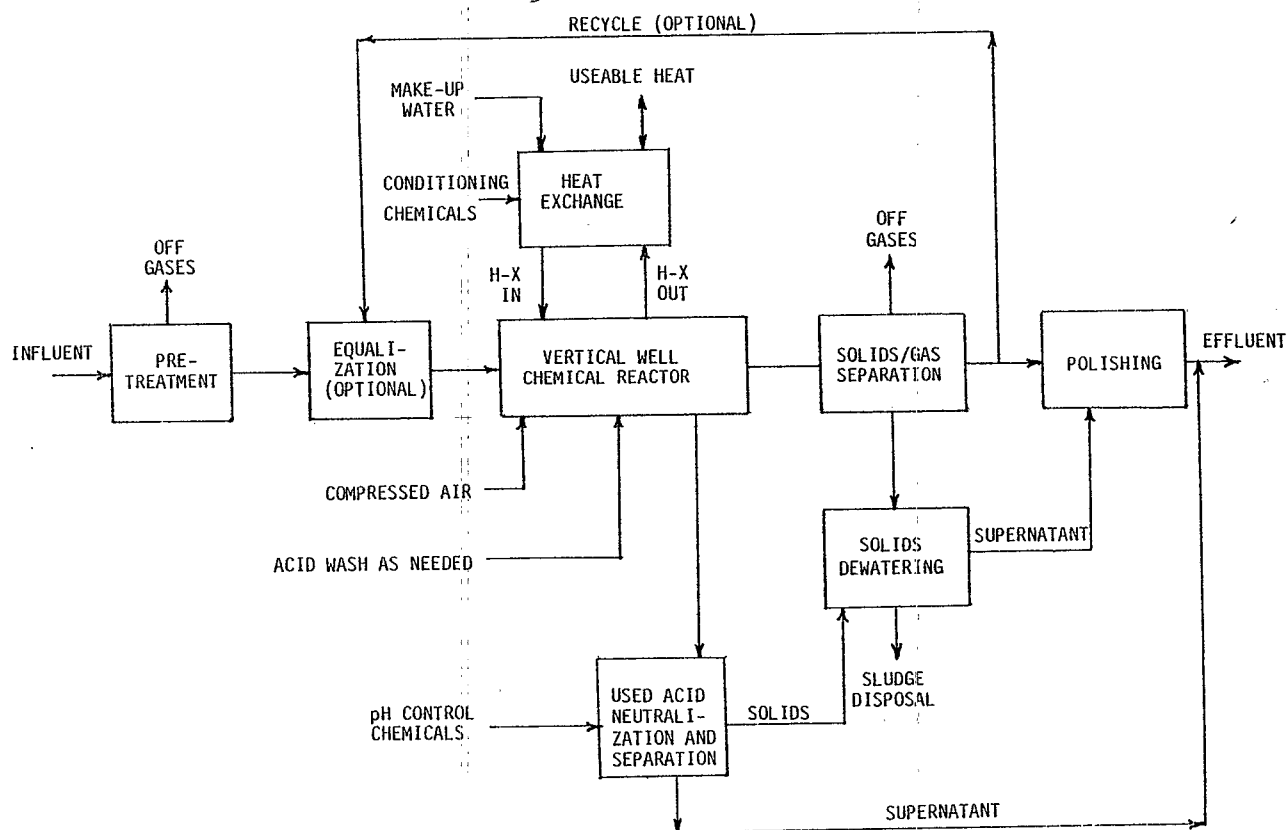 RECYCLE (OPTIONAL)
MAKE-UP
WATER
USEABLE HEAT
CONDITIONING
CHEMICALS
HEAT
EXCHANGE
OFF
GASES
OFF
GASES
H-X
IN
H-X
OUT
INFLUENT
PRE-
TREATMENT
EQUALI-
ZATION
(OPTIONAL)
VERTICAL WELL
CHEMICAL REACTOR
SOLIDS/GAS
SEPARATION
POLISHING
EFFLUENT
COMPRESSED AIR
ACID WASH AS NEEDED
SOLIDS
DEWATERING
SUPERNATANT
SLUDGE
DISPOSAL
pH CONTROL
CHEMICALS
USED ACID
NEUTRALI-
ZATION AND
SEPARATION
SOLIDS
SUPERNATANT